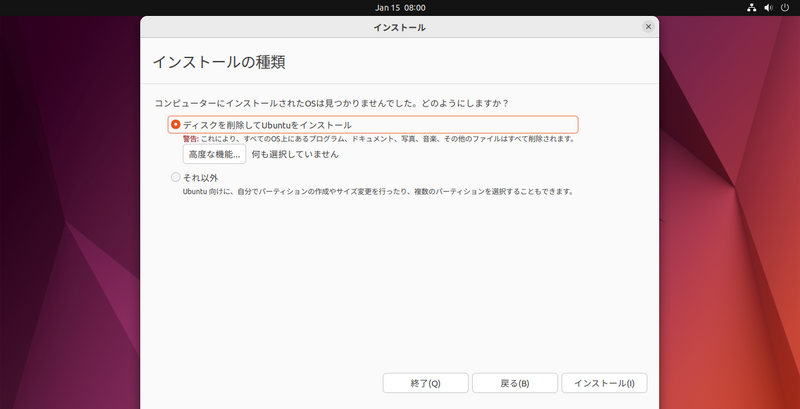 Jan 15 08:00
インストール
インストールの種類
コンピューターにインストールされたOSは見つかりませんでした。どのようにしますか？
ディスクを削除してUbuntuをインストール
警告: これにより、すべてのOS上にあるプログラム、ドキュメント、写真、音楽、その他のファイルはすべて削除されます。
高度な機能... 何も選択していません
それ以外
Ubuntu 向けに、自分でパーティションの作成やサイズ変更を行ったり、複数のパーティションを選択することもできます。
終了(Q) 戻る(B) インストール(I)